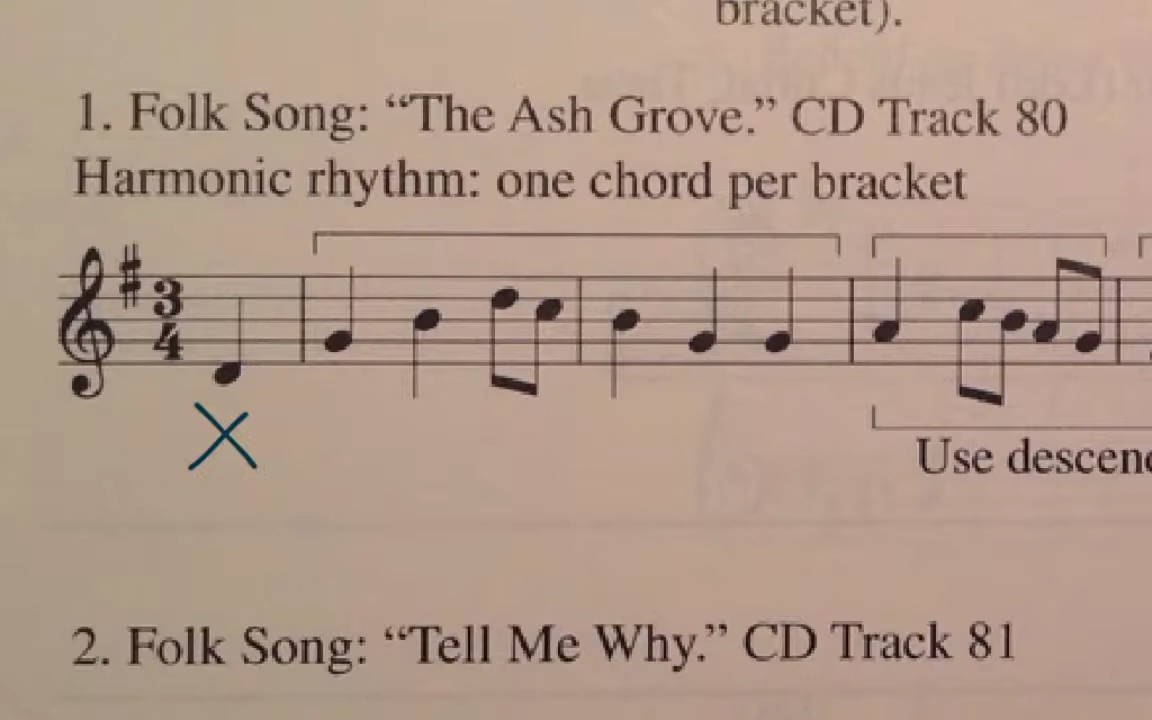 bracket).
1. Folk Song: “The Ash Grove.” CD Track 80
Harmonic rhythm: one chord per bracket
3
4
Use
2. Folk Song: “Tell Me Why.” CD Track 81